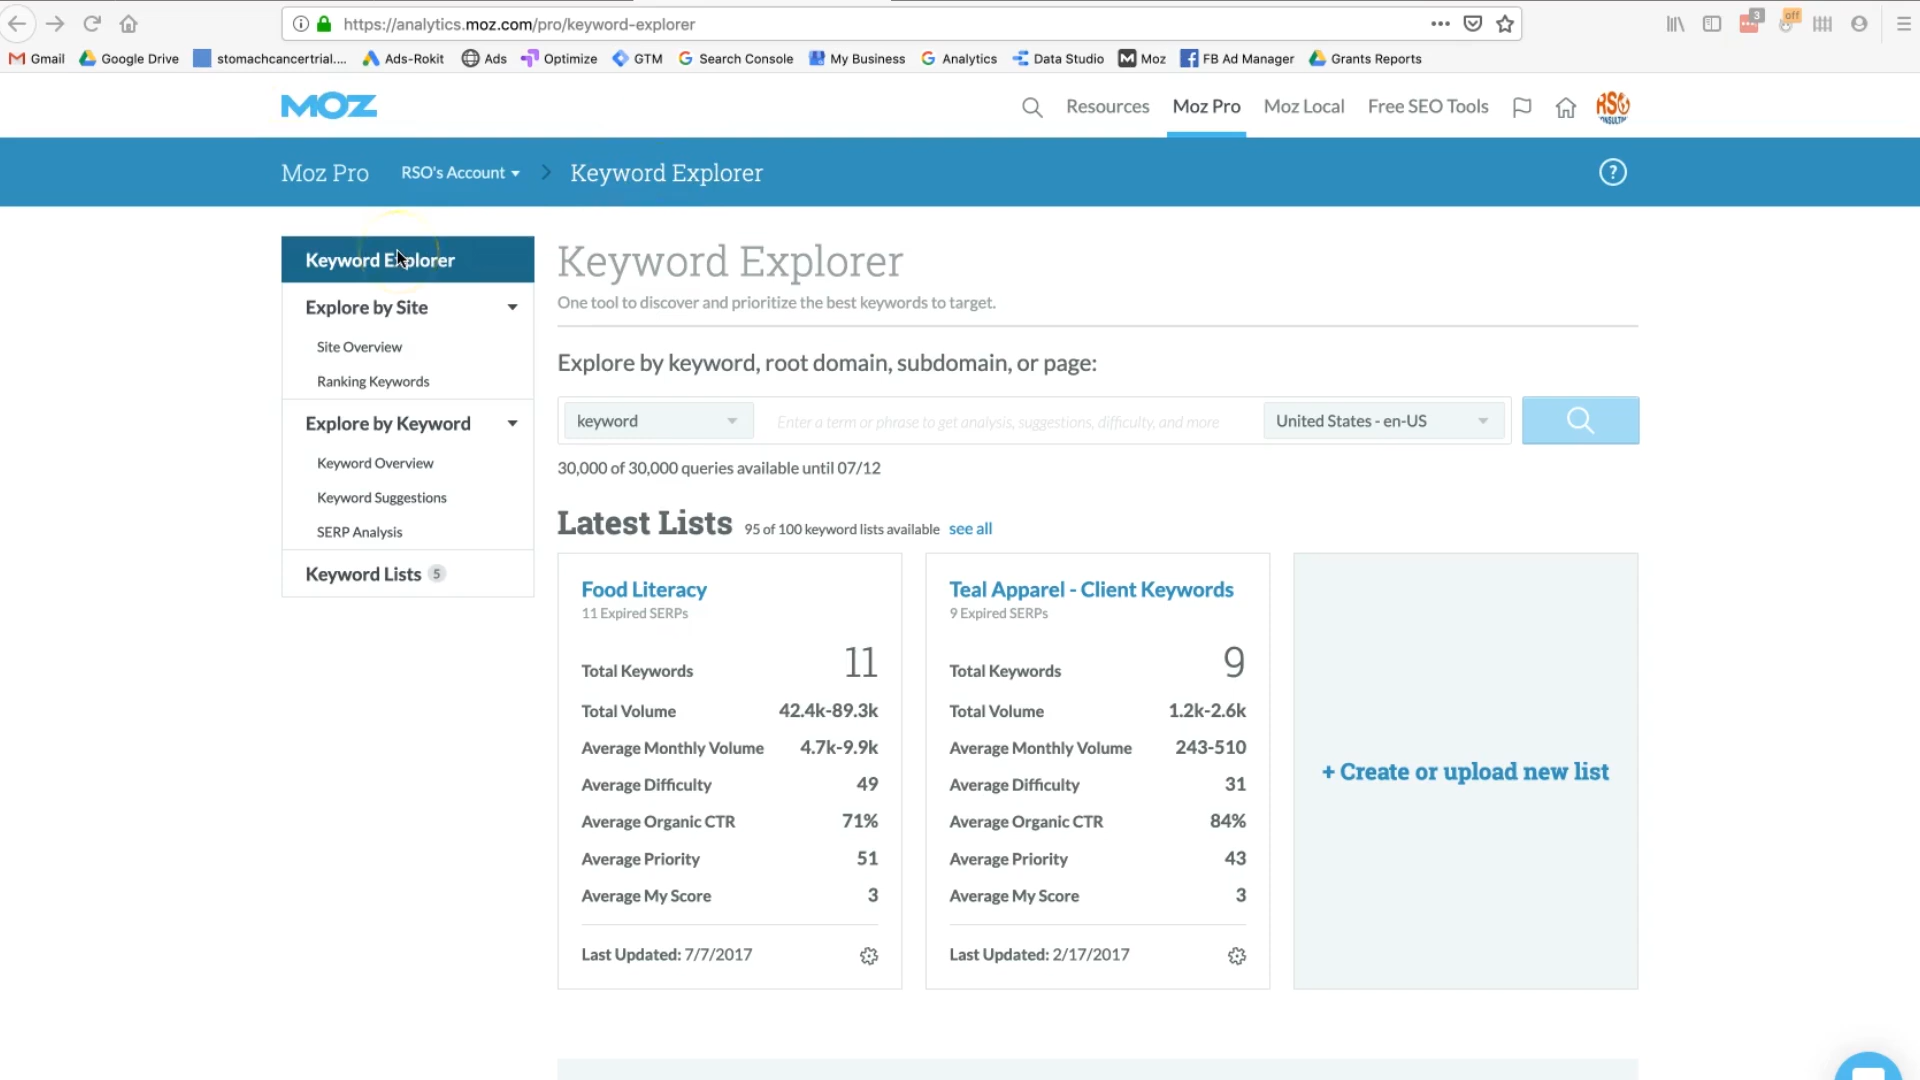 https://analytics.moz.com/pro/keyword-explorer
3
off
Gmail Google Drive stomachcancertrial.... Ads-Rokit Ads Optimize GTM Search Console My Business Analytics Data Studio Moz FB Ad Manager Grants Reports
MOZ Resources Moz Pro Moz Local Free SEO Tools RSO
Moz Pro RSO's Account Keyword Explorer ?
Keyword Explorer
Explore by Site
Site Overview
Ranking Keywords
Explore by Keyword
Keyword Overview
Keyword Suggestions
SERP Analysis
Keyword Lists 5
Keyword Explorer
One tool to discover and prioritize the best keywords to target.
Explore by keyword, root domain, subdomain, or page:
keyword Enter a term or phrase to get analysis, suggestions, difficulty, and more United States - en-US
30,000 of 30,000 queries available until 07/12
Latest Lists 95 of 100 keyword lists available see all
Food Literacy
11 Expired SERPs
Total Keywords 11
Total Volume 42.4k-89.3k
Average Monthly Volume 4.7k-9.9k
Average Difficulty 49
Average Organic CTR 71%
Average Priority 51
Average My Score 3
Last Updated: 7/7/2017
Teal Apparel - Client Keywords
9 Expired SERPs
Total Keywords 9
Total Volume 1.2k-2.6k
Average Monthly Volume 243-510
Average Difficulty 31
Average Organic CTR 84%
Average Priority 43
Average My Score 3
Last Updated: 2/17/2017
+ Create or upload new list